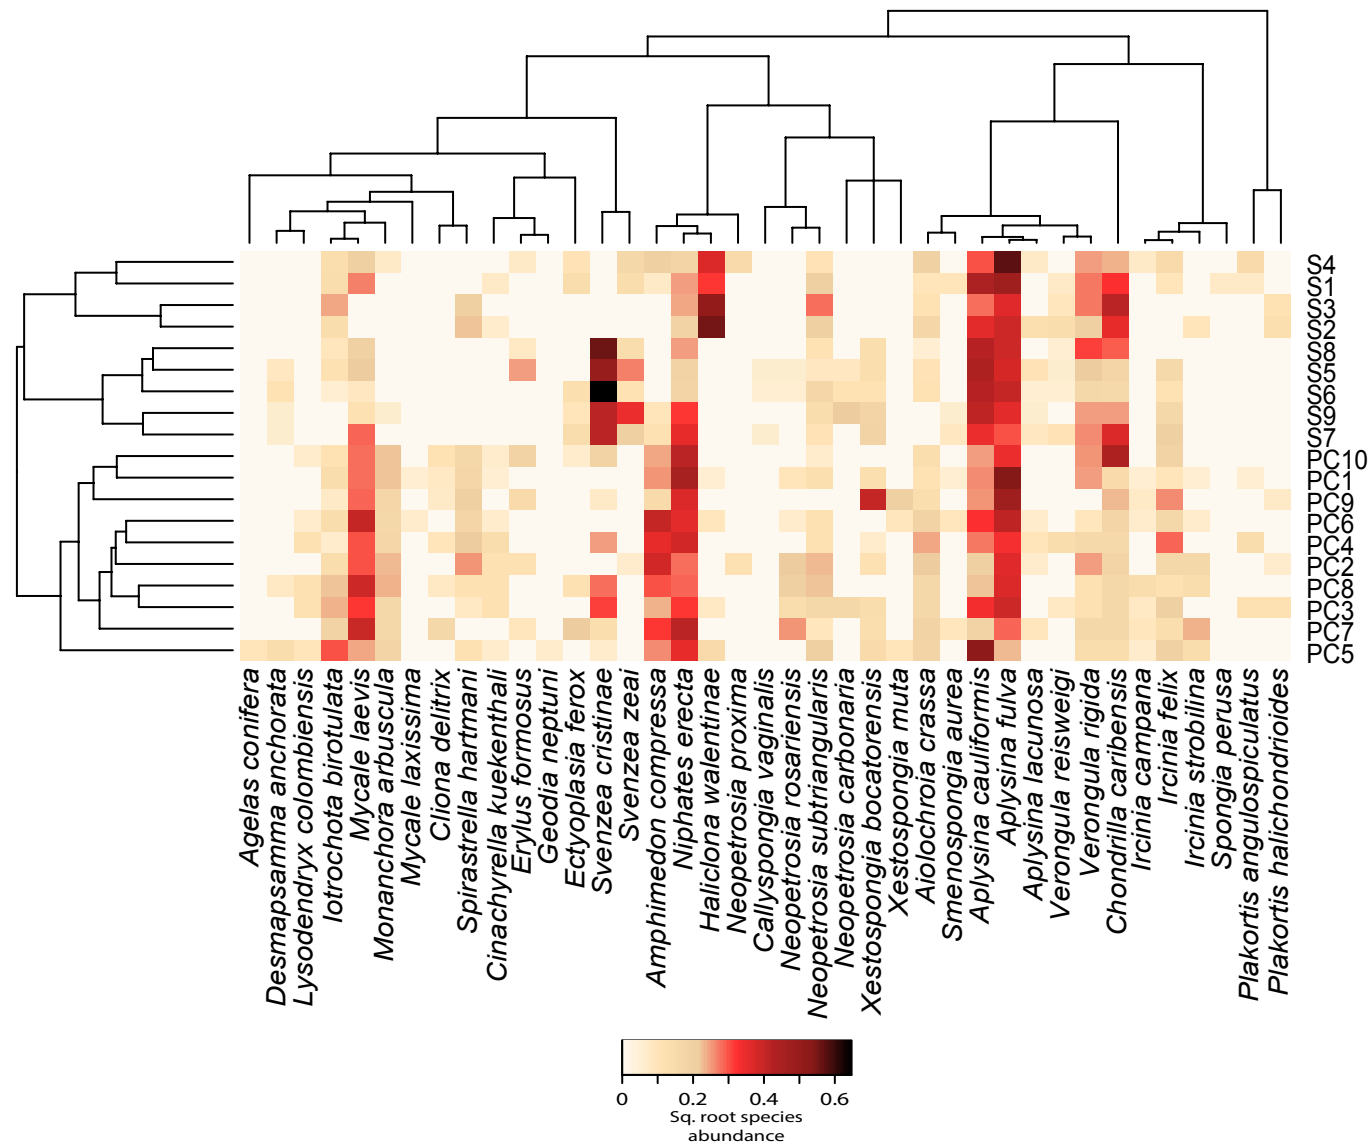 S4
S1
S3
S2
S8
S5
S6
S9
S7
PC10
PC1
PC9
PC6
PC4
PC2
PC8
PC3
PC7
PC5
Agelas conifera
Desmapsamma anchorata
Lysodendryx colombiensis
Iotrochota birotulata
Mycale laevis
Monanchora arbuscula
Mycale laxissima
Cliona delitrix
Spirastrella hartmani
Cinachyrella kuekenthali
Erylus formosus
Geodia neptuni
Ectyoplasia ferox
Svenzea cristinae
Svenzea zeai
Amphimedon compressa
Niphates erecta
Haliclona walentinae
Neopetrosia proxima
Callyspongia vaginalis
Neopetrosia rosariensis
Neopetrosia subtriangularis
Neopetrosia carbonaria
Xestospongia bocatorensis
Xestospongia muta
Aiolochroia crassa
Smenospongia aurea
Aplysina cauliformis
Aplysina fulva
Aplysina lacunosa
Verongula reisweigi
Verongula rigida
Chondrilla caribensis
Ircinia campana
Ircinia felix
Ircinia strobilina
Spongia perusa
Plakortis angulospiculatus
Plakortis halichondrioides
0 0.2 0.4 0.6
Sq. root species
abundance